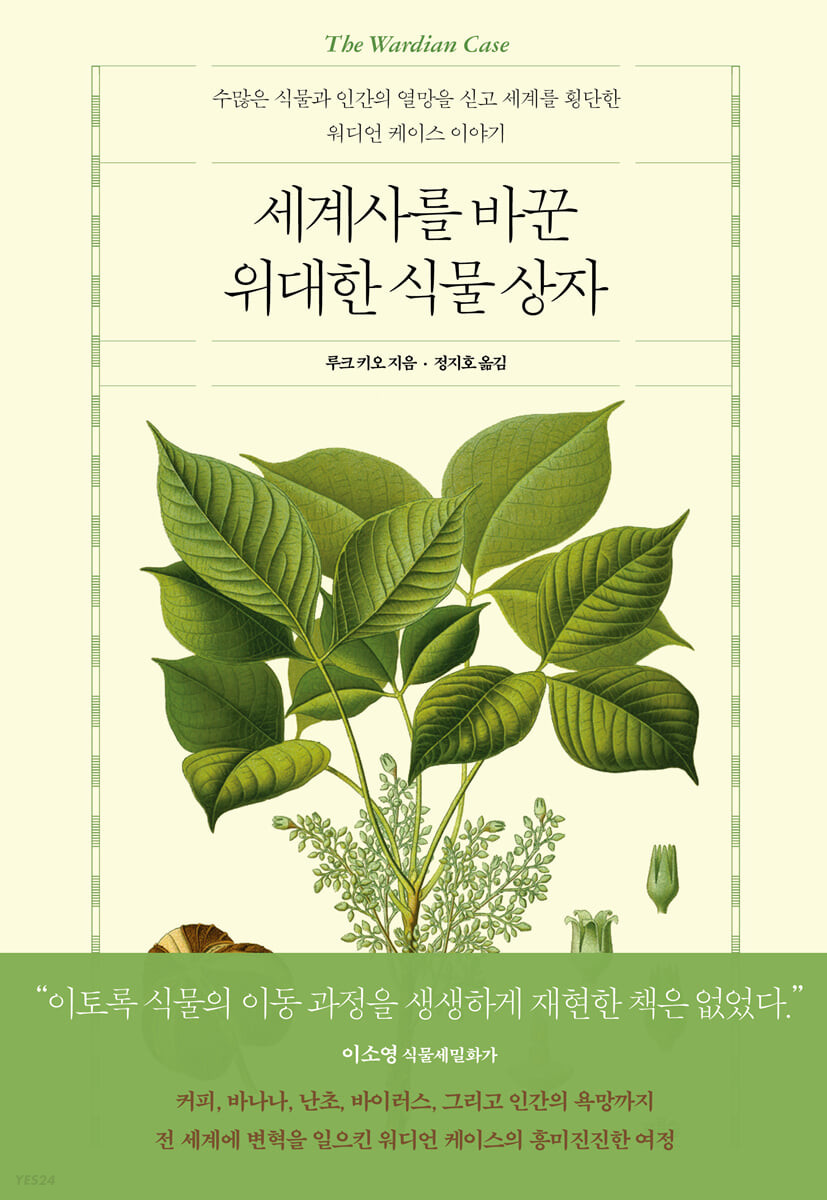 The Wardian Case
수많은 식물과 인간의 열망을 싣고 세계를 횡단한
워디언 케이스 이야기
세계사를 바꾼
위대한 식물 상자
루크 키오 지음 · 정지호 옮김
“이토록 식물의 이동 과정을 생생하게 재현한 책은 없었다.”
이소영 식물세밀화가
커피, 바나나, 난초, 바이러스, 그리고 인간의 욕망까지
전 세계에 변혁을 일으킨 워디언 케이스의 흥미진진한 여정
YES24